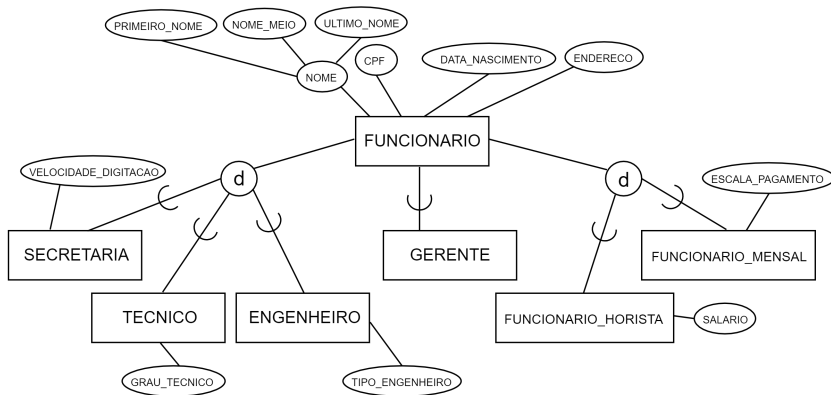 PRIMEIRO_NOME
NOME_MEIO
ULTIMO_NOME
NOME
CPF
DATA_NASCIMENTO
ENDERECO
FUNCIONARIO
VELOCIDADE_DIGITACAO
d
d
ESCALA_PAGAMENTO
SECRETARIA
GERENTE
FUNCIONARIO_MENSAL
TECNICO
ENGENHEIRO
FUNCIONARIO_HORISTA
SALARIO
GRAU_TECNICO
TIPO_ENGENHEIRO